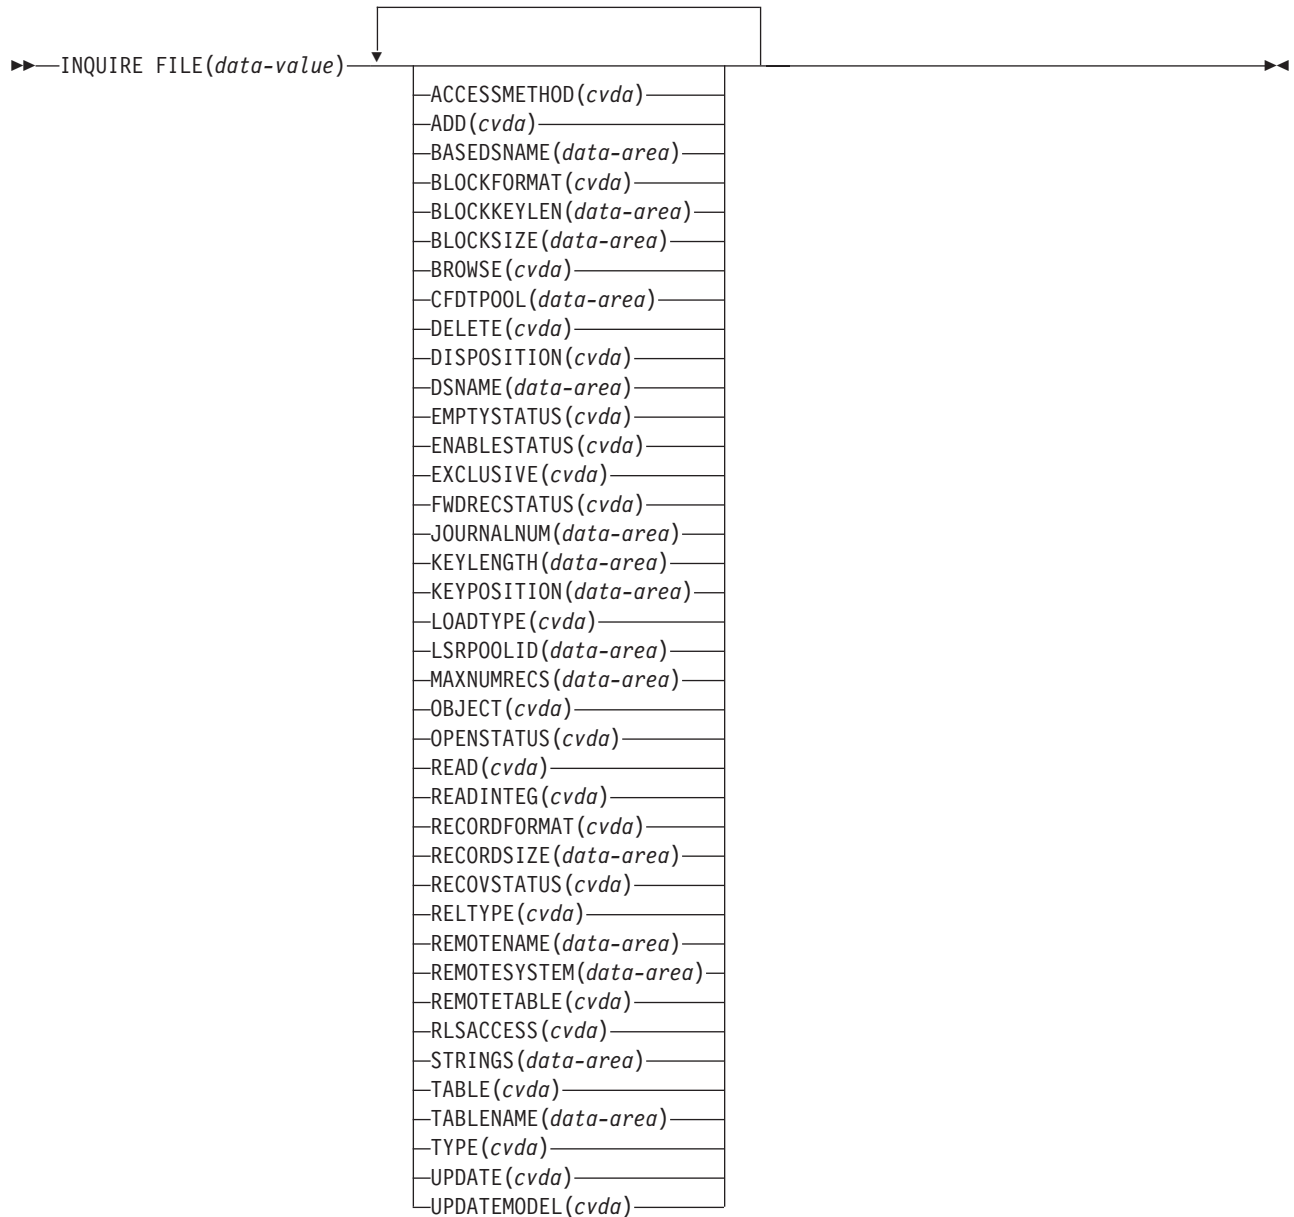 INQUIRE FILE(data-value)
ACCESSMETHOD(cvda)
ADD(cvda)
BASEDSNAME(data-area)
BLOCKFORMAT(cvda)
BLOCKKEYLEN(data-area)
BLOCKSIZE(data-area)
BROWSE(cvda)
CFDTPOOL(data-area)
DELETE(cvda)
DISPOSITION(cvda)
DSNAME(data-area)
EMPTYSTATUS(cvda)
ENABLESTATUS(cvda)
EXCLUSIVE(cvda)
FWDRECSTATUS(cvda)
JOURNALNUM(data-area)
KEYLENGTH(data-area)
KEYPOSITION(data-area)
LOADTYPE(cvda)
LSRPOOLID(data-area)
MAXNUMRECS(data-area)
OBJECT(cvda)
OPENSTATUS(cvda)
READ(cvda)
READINTEG(cvda)
RECORDFORMAT(cvda)
RECORDSIZE(data-area)
RECOVSTATUS(cvda)
RELTYPE(cvda)
REMOTENAME(data-area)
REMOTESYSTEM(data-area)
REMOTETABLE(cvda)
RLSACCESS(cvda)
STRINGS(data-area)
TABLE(cvda)
TABLENAME(data-area)
TYPE(cvda)
UPDATE(cvda)
UPDATEMODEL(cvda)